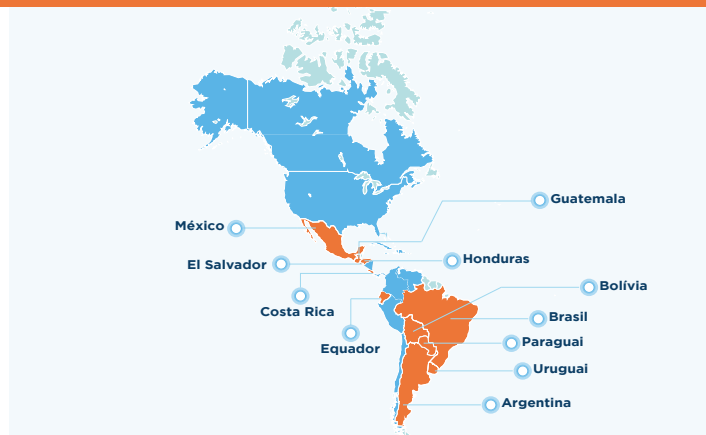 Guatemala
México
Honduras
El Salvador
Bolívia
Costa Rica
Brasil
Paraguai
Equador
Uruguai
Argentina